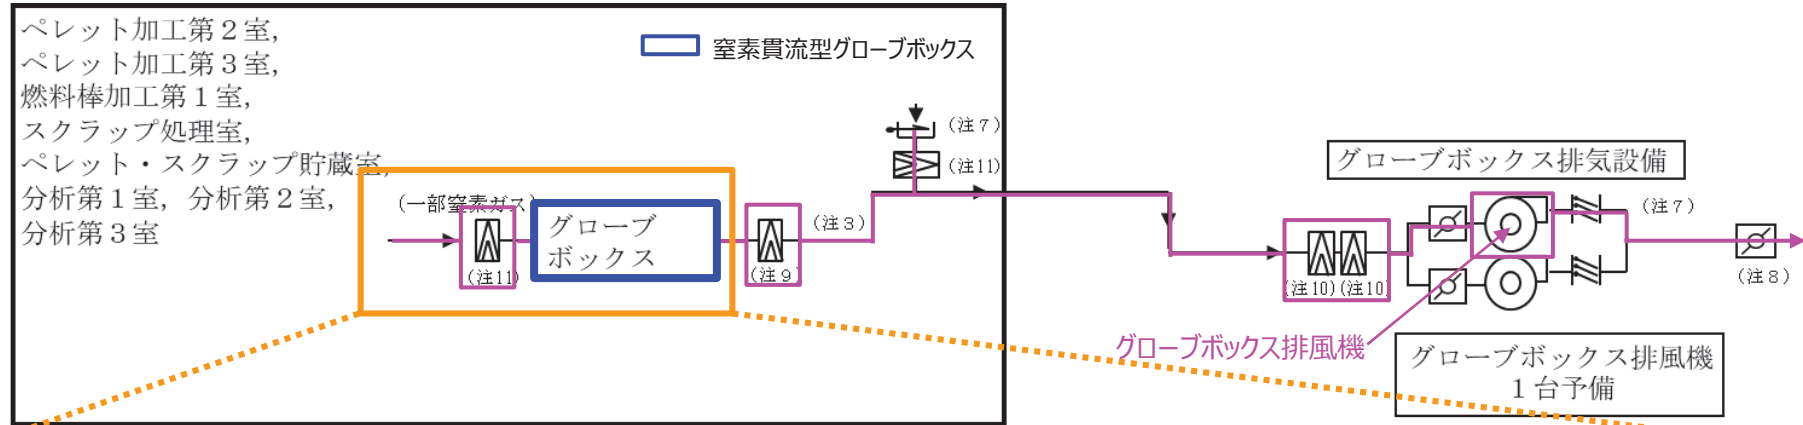 ペレット加工第２室，
ペレット加工第３室，
燃料棒加工第１室，
スクラップ処理室，
ペレット・スクラップ貯蔵室，
分析第１室，分析第２室，
分析第３室
窒素貫流型グローブボックス
(一部窒素ガス)
(注11)
グローブ
ボックス
(注９)
(注３)
(注７)
(注11)
グローブボックス排気設備
(注10)(注10)
(注７)
(注８)
グローブボックス排風機
グローブボックス排風機
１台予備